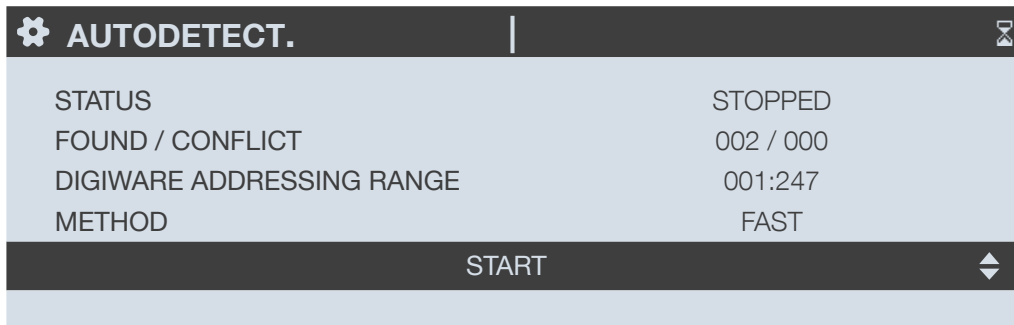 AUTODETECT.
STATUS STOPPED
FOUND / CONFLICT 002 / 000
DIGIWARE ADDRESSING RANGE 001:247
METHOD FAST
START